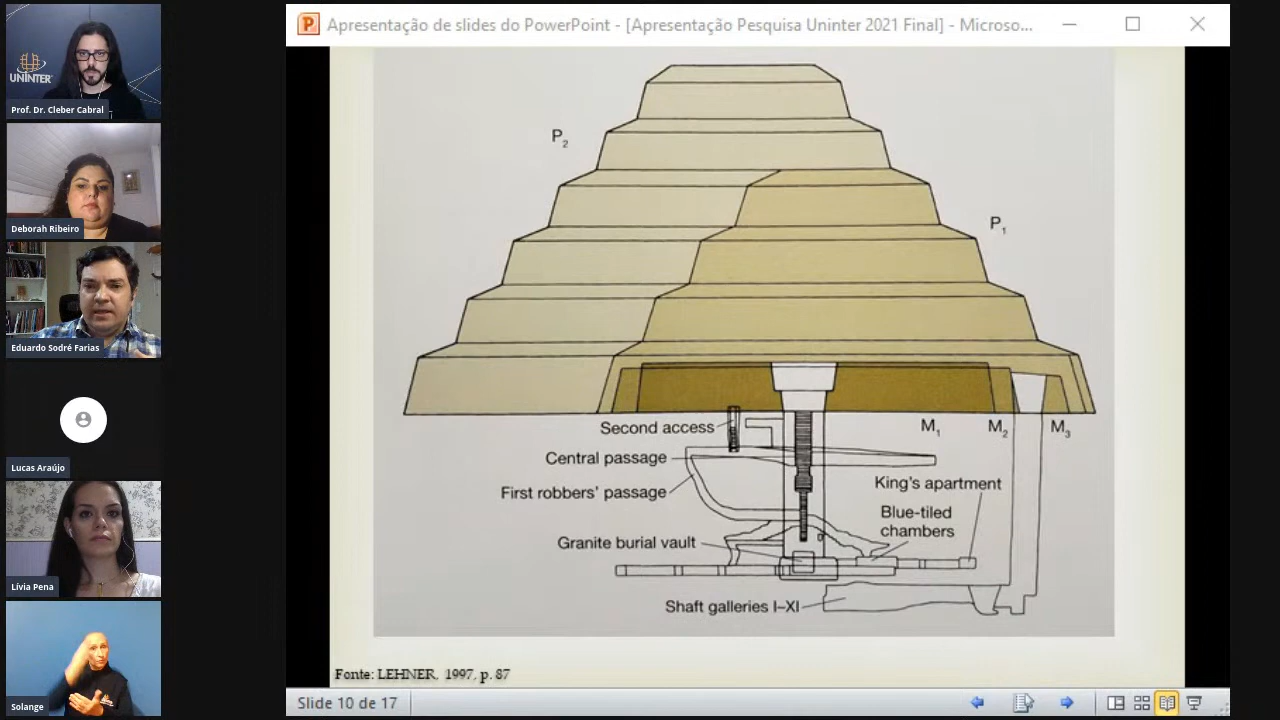 UNINTER
Prof. Dr. Cleber Cabral
Deborah Ribeiro
Eduardo Sodré Farias
Lucas Araújo
Lívia Pena
Solange
Apresentação de slides do PowerPoint - [Apresentação Pesquisa Uninter 2021 Final] - Microso...
P2
P1
Second access
M1
M2
M3
Central passage
First robbers' passage
King's apartment
Blue-tiled
chambers
Granite burial vault
Shaft galleries I–XI
Fonte: LEHNER, 1997, p. 87
Slide 10 de 17